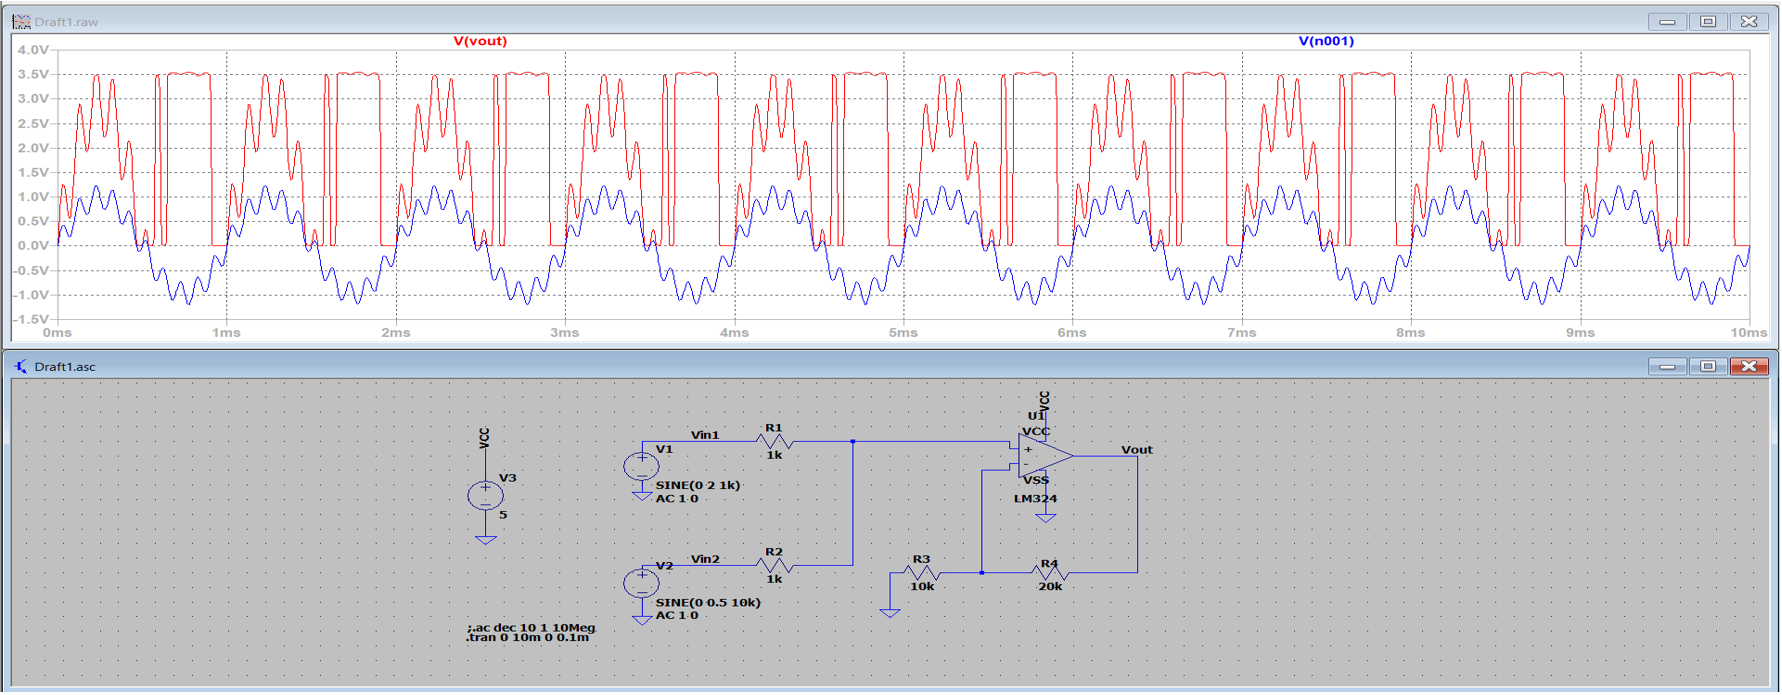 Draft1.raw
V(vout) V(n001)
4.0V
3.5V
3.0V
2.5V
2.0V
1.5V
1.0V
0.5V
0.0V
-0.5V
-1.0V
-1.5V
0ms 1ms 2ms 3ms 4ms 5ms 6ms 7ms 8ms 9ms 10ms
Draft1.asc
VCC
V3
5
Vin1
V1
SINE(0 2 1k)
AC 1 0
R1
1k
Vin2
V2
SINE(0 0.5 10k)
AC 1 0
R2
1k
VCC
U1
VCC
+
-
VSS
LM324
Vout
R3
10k
R4
20k
;.ac dec 10 1 10Meg
.tran 0 10m 0 0.1m